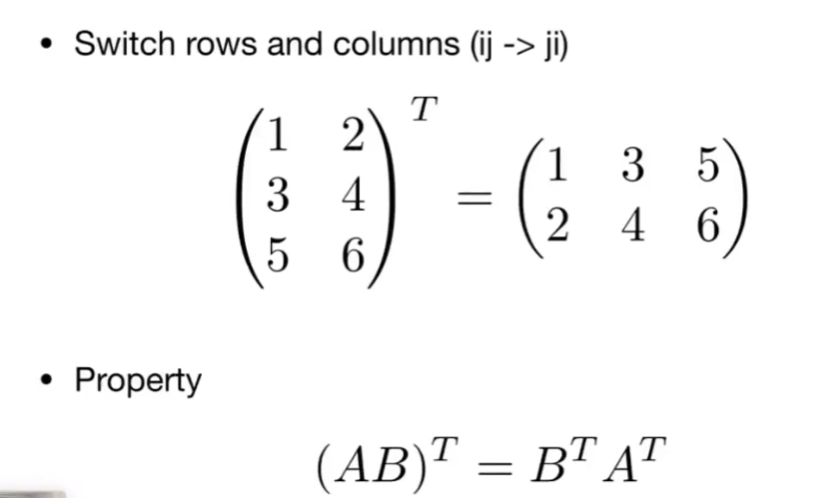 • Switch rows and columns (ij -> ji)
1 2
3 4
5 6
T
=
1 3 5
2 4 6
• Property
(AB)^T = B^T A^T